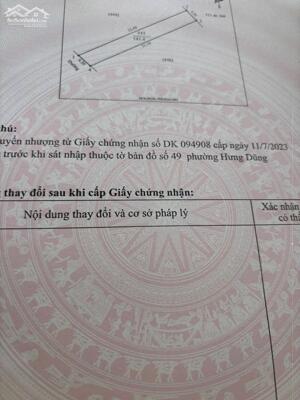 hú:
uyển nhượng từ Giấy chứng nhận số DK 094908 cấp ngày 11/7/2023
trước khi sát nhập thuộc tờ bản đồ số 49 phường Hưng Dũng
thay đổi sau khi cấp Giấy chứng nhận:
Nội dung thay đổi và cơ sở pháp lý
Xác nhận
có thẩ